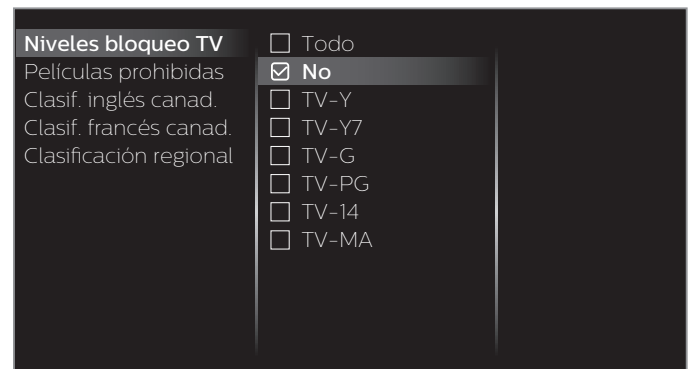 Niveles bloqueo TV
Películas prohibidas
Clasif. inglés canad.
Clasif. francés canad.
Clasificación regional
Todo
No
TV-Y
TV-Y7
TV-G
TV-PG
TV-14
TV-MA